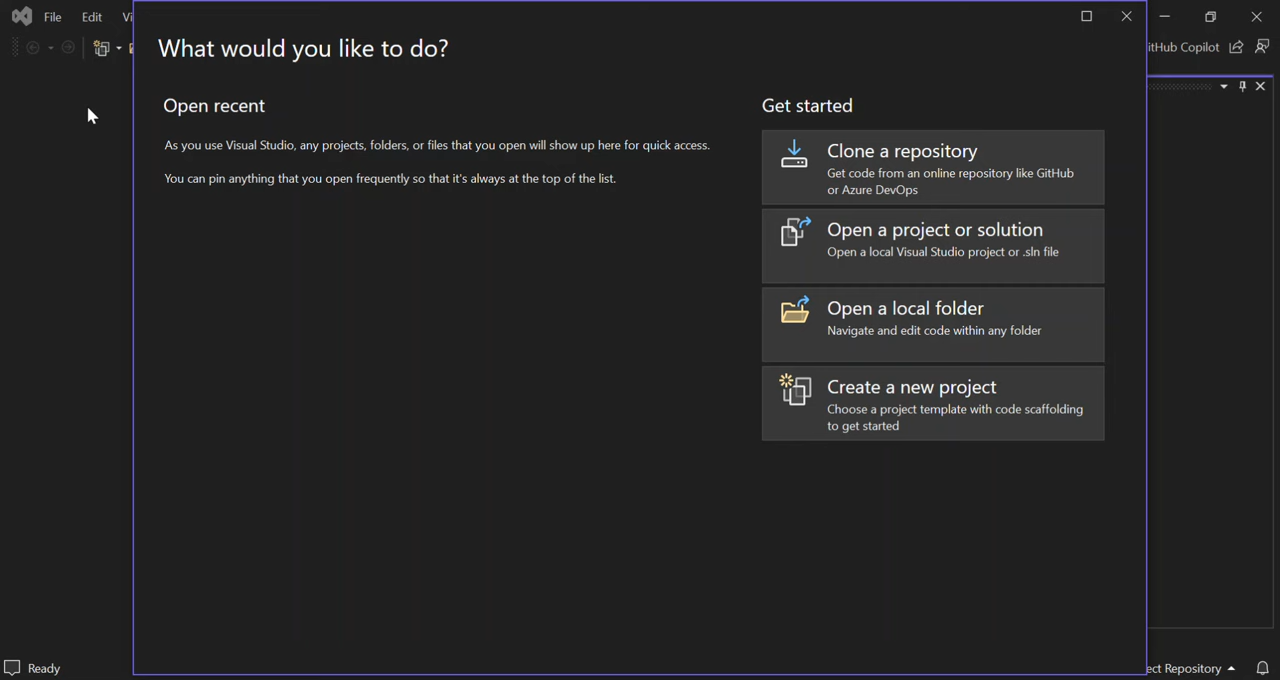 File Edit
GitHub Copilot
What would you like to do?
Open recent
As you use Visual Studio, any projects, folders, or files that you open will show up here for quick access.
You can pin anything that you open frequently so that it's always at the top of the list.
Get started
Clone a repository
Get code from an online repository like GitHub
or Azure DevOps
Open a project or solution
Open a local Visual Studio project or .sln file
Open a local folder
Navigate and edit code within any folder
Create a new project
Choose a project template with code scaffolding
to get started
Ready
Repository